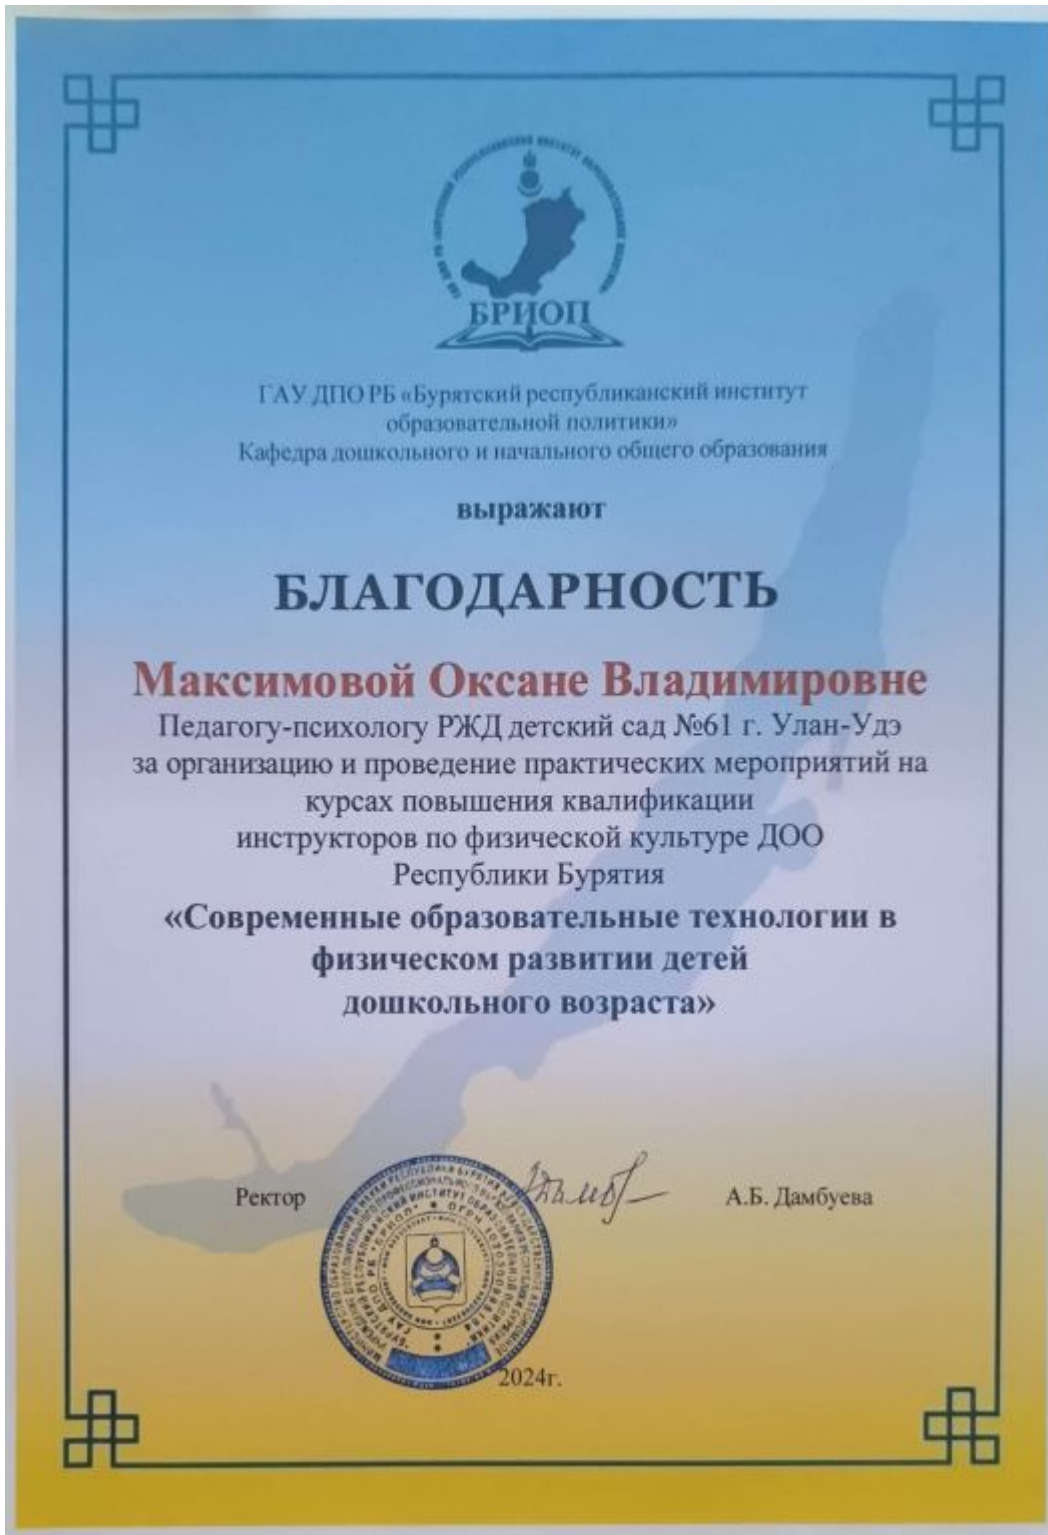 БРИОП
ГАУ ДПО РБ «Бурятский республиканский институт
образовательной политики»
Кафедра дошкольного и начального общего образования
выражают
БЛАГОДАРНОСТЬ
Максимовой Оксане Владимировне
Педагогу-психологу РЖД детский сад №61 г. Улан-Удэ
за организацию и проведение практических мероприятий на
курсах повышения квалификации
инструкторов по физической культуре ДОО
Республики Бурятия
«Современные образовательные технологии в
физическом развитии детей
дошкольного возраста»
Ректор
А.Б. Дамбуева
2024г.